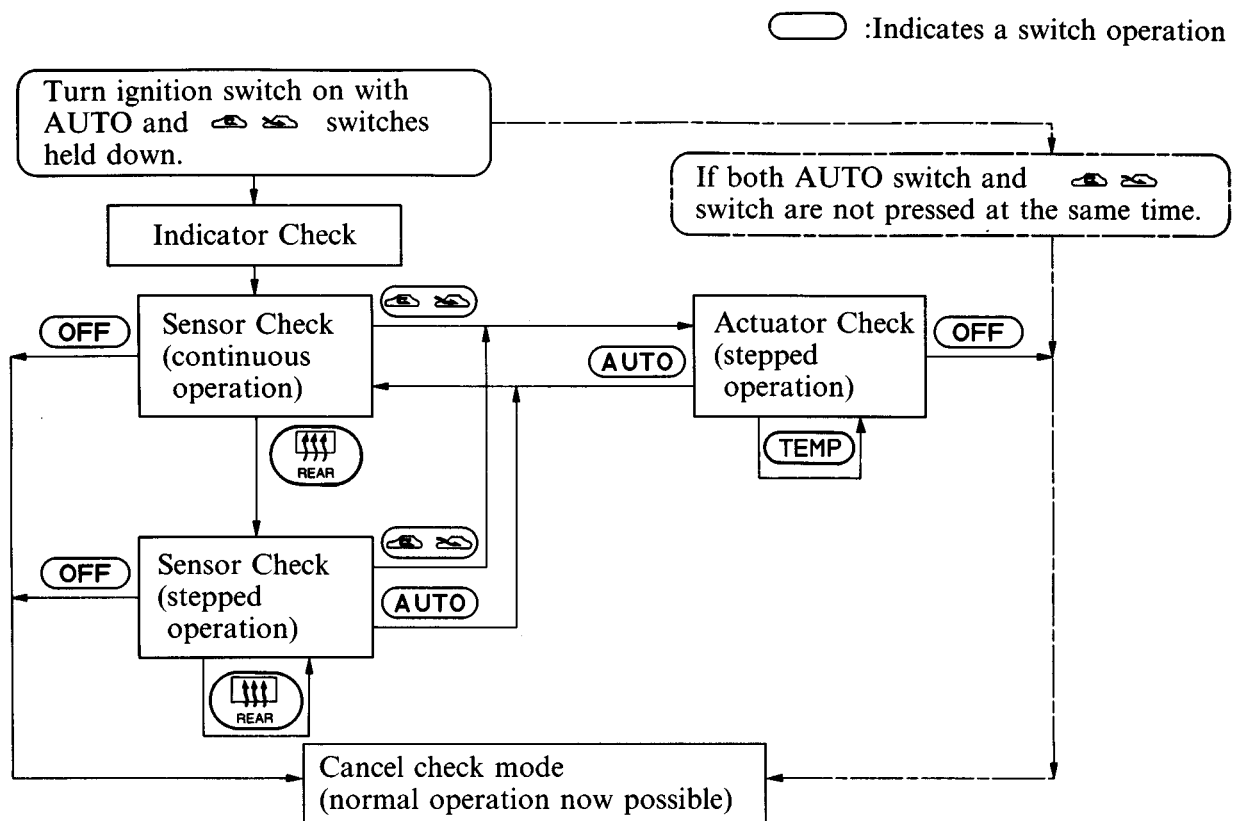 :Indicates a switch operation
Turn ignition switch on with
AUTO and switches
held down.
If both AUTO switch and
switch are not pressed at the same time.
Indicator Check
OFF
Sensor Check
(continuous
operation)
AUTO
Actuator Check
(stepped
operation)
OFF
REAR
TEMP
OFF
Sensor Check
(stepped
operation)
AUTO
REAR
Cancel check mode
(normal operation now possible)